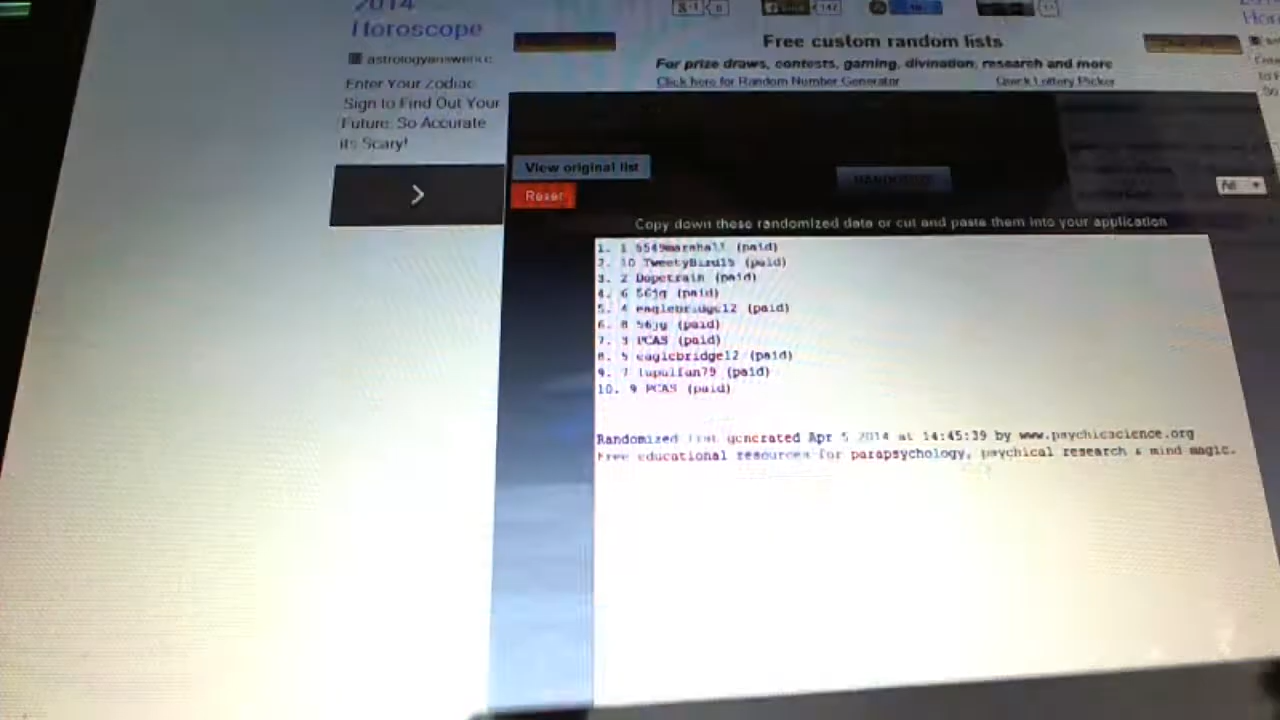 2014
Horoscope
Enter Your Zodiac
Sign to Find Out Your
Future. So Accurate
its Scary!
Free custom random lists
For prize draws, contests, gaming, divination, research and more
Click here for Random Number Generator
Quick Lottery Picker
View original list
Reset
All
Copy down these randomized data or cut and paste them into your application
1. 1 5549marshall (paid)
2. 10 TweetyBird15 (paid)
3. 2 Dopetrain (paid)
4. 6 56jg (paid)
5. 4 eaglebridge12 (paid)
6. 8 56jg (paid)
7. 3 PCAS (paid)
8. 5 eaglebridge12 (paid)
9. 7 (paid)
10. 9 PCAS (paid)
Randomized list generated Apr 5 2014 at 14:45:39 by www.psychicscience.org
Free educational resources for parapsychology, psychical research & mind magic.